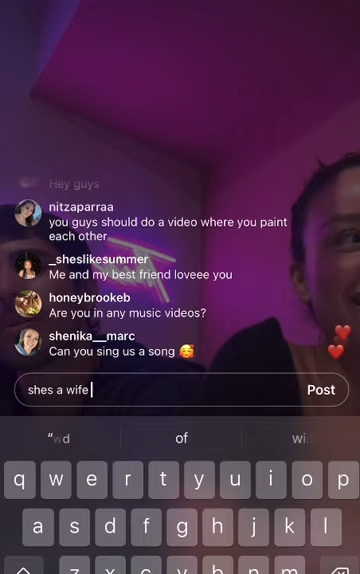 Hey guys
nitzaparraa
you guys should do a video where you paint
each other
_sheslikesummer
Me and my best friend loveee you
honeybrookeb
Are you in any music videos?
shenika__marc
Can you sing us a song 🥰
shes a wife
Post
of
q w e r t y u i o p
a s d f g h j k l
z x c v b n m